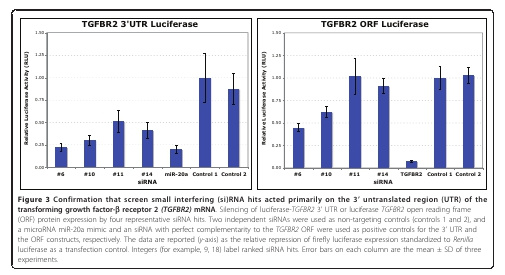 TGFBR2 3'UTR Luciferase
TGFBR2 ORF Luciferase
Relative Luciferase Activity (RLU)
1.50
1.25
1.00
0.75
0.50
0.25
0.00
#6 #10 #11 #14 miR-20a Control 1 Control 2
siRNA
Relative Luciferase Activity (RLU)
1.50
1.25
1.00
0.75
0.50
0.25
0.00
#6 #10 #11 #14 TGFBR2 Control 1 Control 2
siRNA
Figure 3 Confirmation that screen small interfering (si)RNA hits acted primarily on the 3′ untranslated region (UTR) of the
transforming growth factor-β receptor 2 (TGFBR2) mRNA. Silencing of luciferase-TGFBR2 3′ UTR or luciferase TGFBR2 open reading frame
(ORF) protein expression by four representative siRNA hits. Two independent siRNAs were used as non-targeting controls (controls 1 and 2), and
a microRNA miR-20a mimic and an siRNA with perfect complementarity to the TGFBR2 ORF were used as positive controls for the 3′ UTR and
the ORF constructs, respectively. The data are reported (y-axis) as the relative repression of firefly luciferase expression standardized to Renilla
luciferase as a transfection control. Integers (for example, 9, 18) label ranked siRNA hits. Error bars on each column are the mean ± SD of three
experiments.